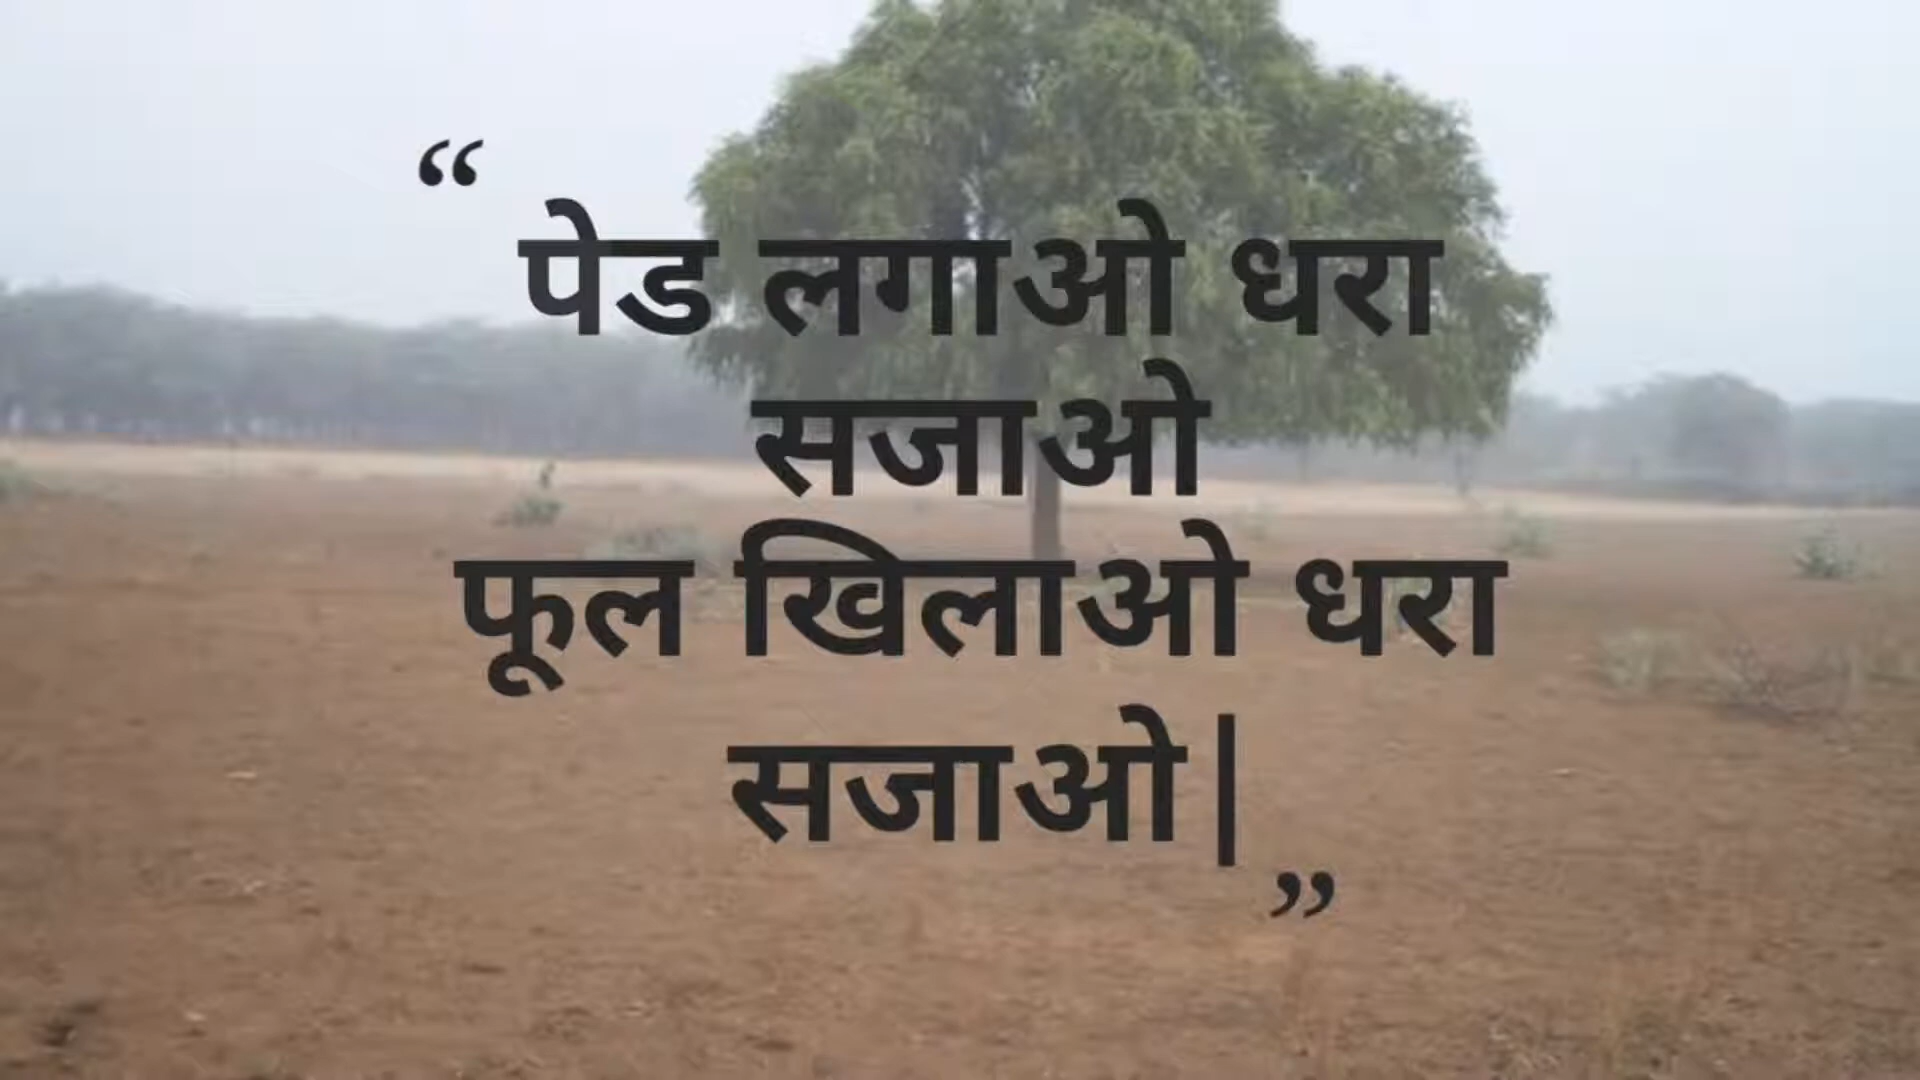 “ पेड लगाओ धरा
सजाओ
फूल खिलाओ धरा
सजाओ| ”